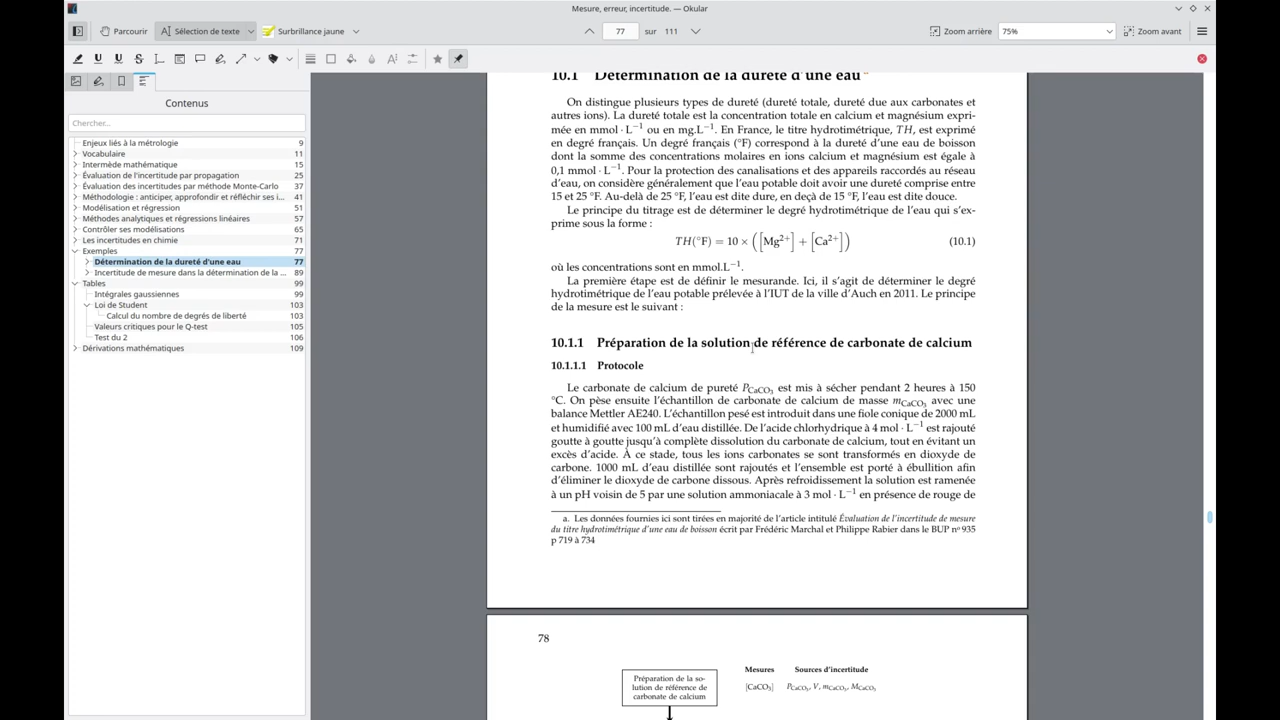 Mesure, erreur, incertitude. — Okular
Parcourir
Sélection de texte
Surbrillance jaune
77 sur 111
Zoom arrière
75%
Zoom avant
Contenus
Chercher...
Enjeux liés à la métrologie 9
Vocabulaire 11
Intermède mathématique 15
Évaluation de l'incertitude par propagation 25
Évaluation des incertitudes par méthode Monte-Carlo 37
Méthodologie : anticiper, approfondir et réfléchir ses i... 41
Modélisation et régression 51
Méthodes analytiques et régressions linéaires 57
Contrôler ses modélisations 65
Les incertitudes en chimie 71
Exemples 77
Détermination de la dureté d'une eau 77
Incertitude de mesure dans la détermination de la ... 89
Tables 99
Intégrales gaussiennes 99
Loi de Student 103
Calcul du nombre de degrés de liberté 103
Valeurs critiques pour le Q-test 105
Test du 2 106
Dérivations mathématiques 109
10.1 Détermination de la dureté d'une eau a
On distingue plusieurs types de dureté (dureté totale, dureté due aux carbonates et
autres ions). La dureté totale est la concentration totale en calcium et magnésium expri-
mée en mmol · L⁻¹ ou en mg.L⁻¹. En France, le titre hydrotimétrique, TH, est exprimé
en degré français. Un degré français (°F) correspond à la dureté d'une eau de boisson
dont la somme des concentrations molaires en ions calcium et magnésium est égale à
0,1 mmol · L⁻¹. Pour la protection des canalisations et des appareils raccordés au réseau
d'eau, on considère généralement que l'eau potable doit avoir une dureté comprise entre
15 et 25 °F. Au-delà de 25 °F, l'eau est dite dure, en deçà de 15 °F, l'eau est dite douce.
Le principe du titrage est de déterminer le degré hydrotimétrique de l'eau qui s'ex-
prime sous la forme :
TH(°F) = 10 × ([Mg²⁺] + [Ca²⁺]) (10.1)
où les concentrations sont en mmol.L⁻¹.
La première étape est de définir le mesurande. Ici, il s'agit de déterminer le degré
hydrotimétrique de l'eau potable prélevée à l'IUT de la ville d'Auch en 2011. Le principe
de la mesure est le suivant :
10.1.1 Préparation de la solution de référence de carbonate de calcium
10.1.1.1 Protocole
Le carbonate de calcium de pureté P_CaCO₃ est mis à sécher pendant 2 heures à 150
°C. On pèse ensuite l'échantillon de carbonate de calcium de masse m_CaCO₃ avec une
balance Mettler AE240. L'échantillon pesé est introduit dans une fiole conique de 2000 mL
et humidifié avec 100 mL d'eau distillée. De l'acide chlorhydrique à 4 mol · L⁻¹ est rajouté
goutte à goutte jusqu'à complète dissolution du carbonate de calcium, tout en évitant un
excès d'acide. À ce stade, tous les ions carbonates se sont transformés en dioxyde de
carbone. 1000 mL d'eau distillée sont rajoutés et l'ensemble est porté à ébullition afin
d'éliminer le dioxyde de carbone dissous. Après refroidissement la solution est ramenée
à un pH voisin de 5 par une solution ammoniacale à 3 mol · L⁻¹ en présence de rouge de
a. Les données fournies ici sont tirées en majorité de l'article intitulé Évaluation de l'incertitude de mesure
du titre hydrotimétrique d'une eau de boisson écrit par Frédéric Marchal et Philippe Rabier dans le BUP nº 935
p 719 à 734
78
Préparation de la so-
lution de référence de
carbonate de calcium
Mesures Sources d'incertitude
[CaCO₃] P_CaCO₃, V, m_CaCO₃, M_CaCO₃